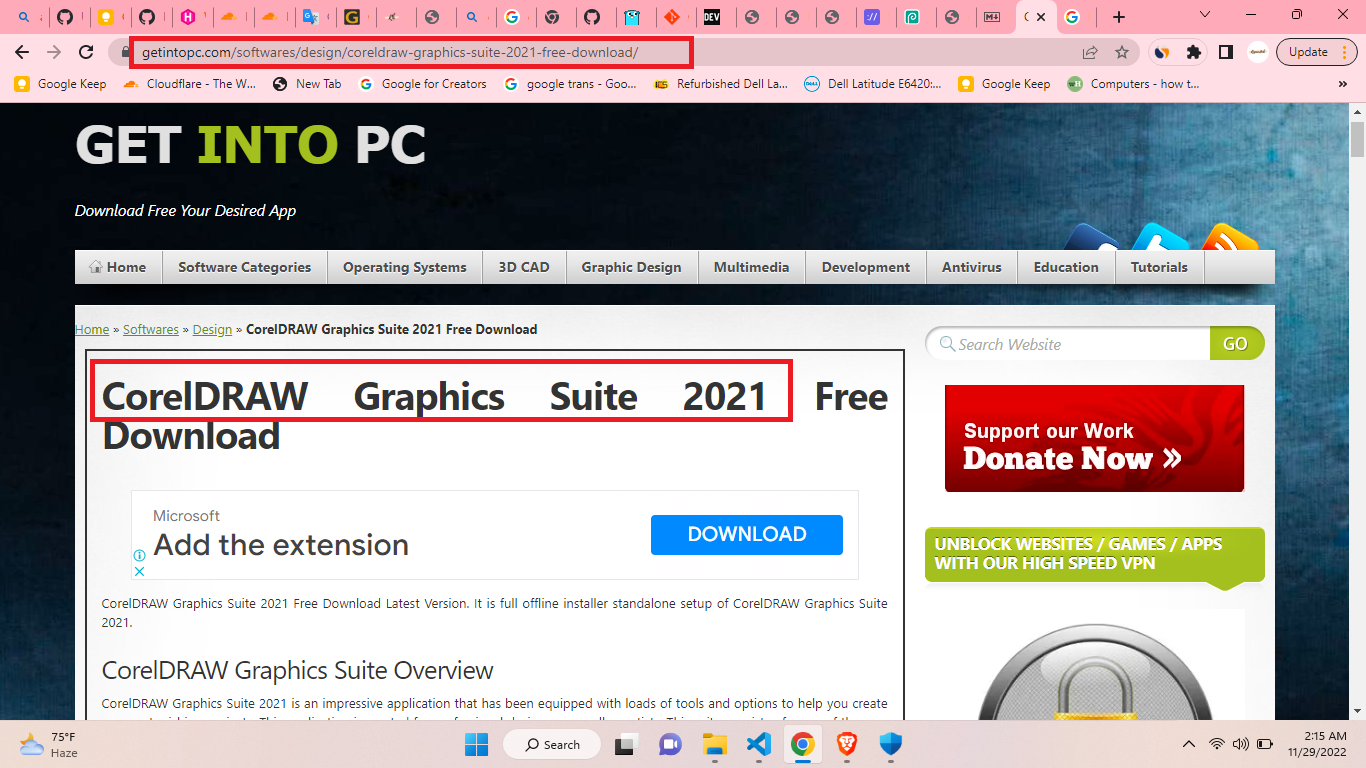 DEV
getintopc.com/softwares/design/coreldraw-graphics-suite-2021-free-download/
Update
Google Keep
Cloudflare - The W...
New Tab
Google for Creators
google trans - Goo...
Refurbished Dell La...
Dell Latitude E6420:...
Google Keep
Computers - how t...
GET INTO PC
Download Free Your Desired App
Home
Software Categories
Operating Systems
3D CAD
Graphic Design
Multimedia
Development
Antivirus
Education
Tutorials
Home » Softwares » Design » CorelDRAW Graphics Suite 2021 Free Download
Search Website
GO
CorelDRAW Graphics Suite 2021 Free
Download
Support our Work
Donate Now »
Microsoft
Add the extension
DOWNLOAD
UNBLOCK WEBSITES / GAMES / APPS
WITH OUR HIGH SPEED VPN
CorelDRAW Graphics Suite 2021 Free Download Latest Version. It is full offline installer standalone setup of CorelDRAW Graphics Suite
2021.
CorelDRAW Graphics Suite Overview
CorelDRAW Graphics Suite 2021 is an impressive application that has been equipped with loads of tools and options to help you create
75°F
Haze
Search
2:15 AM
11/29/2022